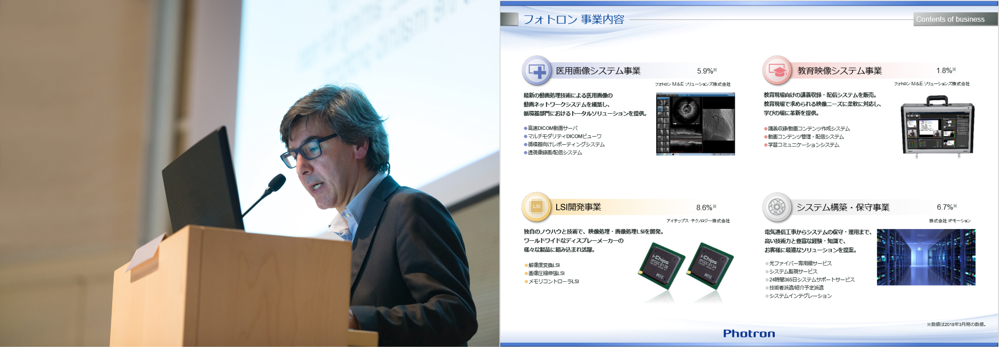 フォトロン 事業内容
Contents of business
医用画像システム事業
5.9%※
フォトロン M&E ソリューションズ株式会社
最新の動画処理技術による医用画像の
動画ネットワークシステムを構築し、
循環器部門におけるトータルソリューションを提供。
●高速DICOM動画サーバ
●マルチモダリティDICOMビューワ
●循環器向けレポーティングシステム
●透視像録画/配信システム
教育映像システム事業
1.8%※
フォトロン M&E ソリューションズ株式会社
教育現場向けの講義収録・配信システムを販売。
教育現場で求められる映像ニーズに柔軟に対応し、
学びの場に革新を提供。
●講義収録/動画コンテンツ作成システム
●動画コンテンツ管理・配信システム
●学習コミュニケーションシステム
LSI
LSI開発事業
8.6%※
アイチップス・テクノロジー株式会社
独自のノウハウと技術で、映像処理・画像処理LSIを開発。
ワールドワイドなディスプレーメーカーの
様々な製品に組み込まれ活躍。
●解像度変換LSI
●画像圧縮伸張LSI
●メモリコントローラLSI
i-Chips
IP00C812B
i-Chips
IP00C813A
システム構築・保守事業
6.7%※
株式会社 IPモーション
電気通信工事からシステムの保守・運用まで、
高い技術力と豊富な経験・知識で、
お客様に最適なソリューションを提案。
●光ファイバー専用線サービス
●システム監視サービス
●24時間365日システムサポートサービス
●技術者派遣/紹介予定派遣
●システムインテグレーション
※数値は2018年3月期の数値。
Photron